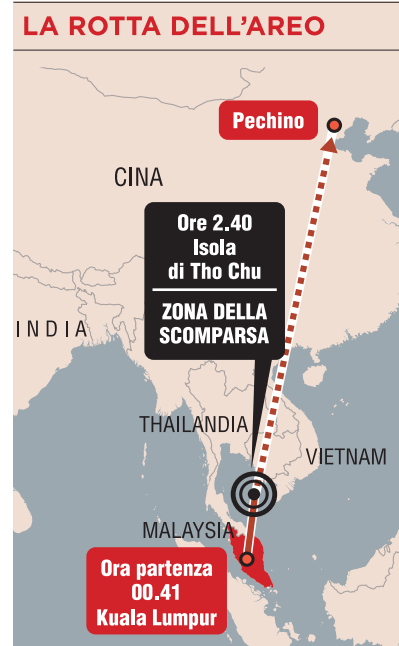 LA ROTTA DELL'AREO
Pechino
CINA
Ore 2.40
Isola
di Tho Chu
ZONA DELLA
SCOMPARSA
INDIA
THAILANDIA
VIETNAM
MALAYSIA
Ora partenza
00.41
Kuala Lumpur